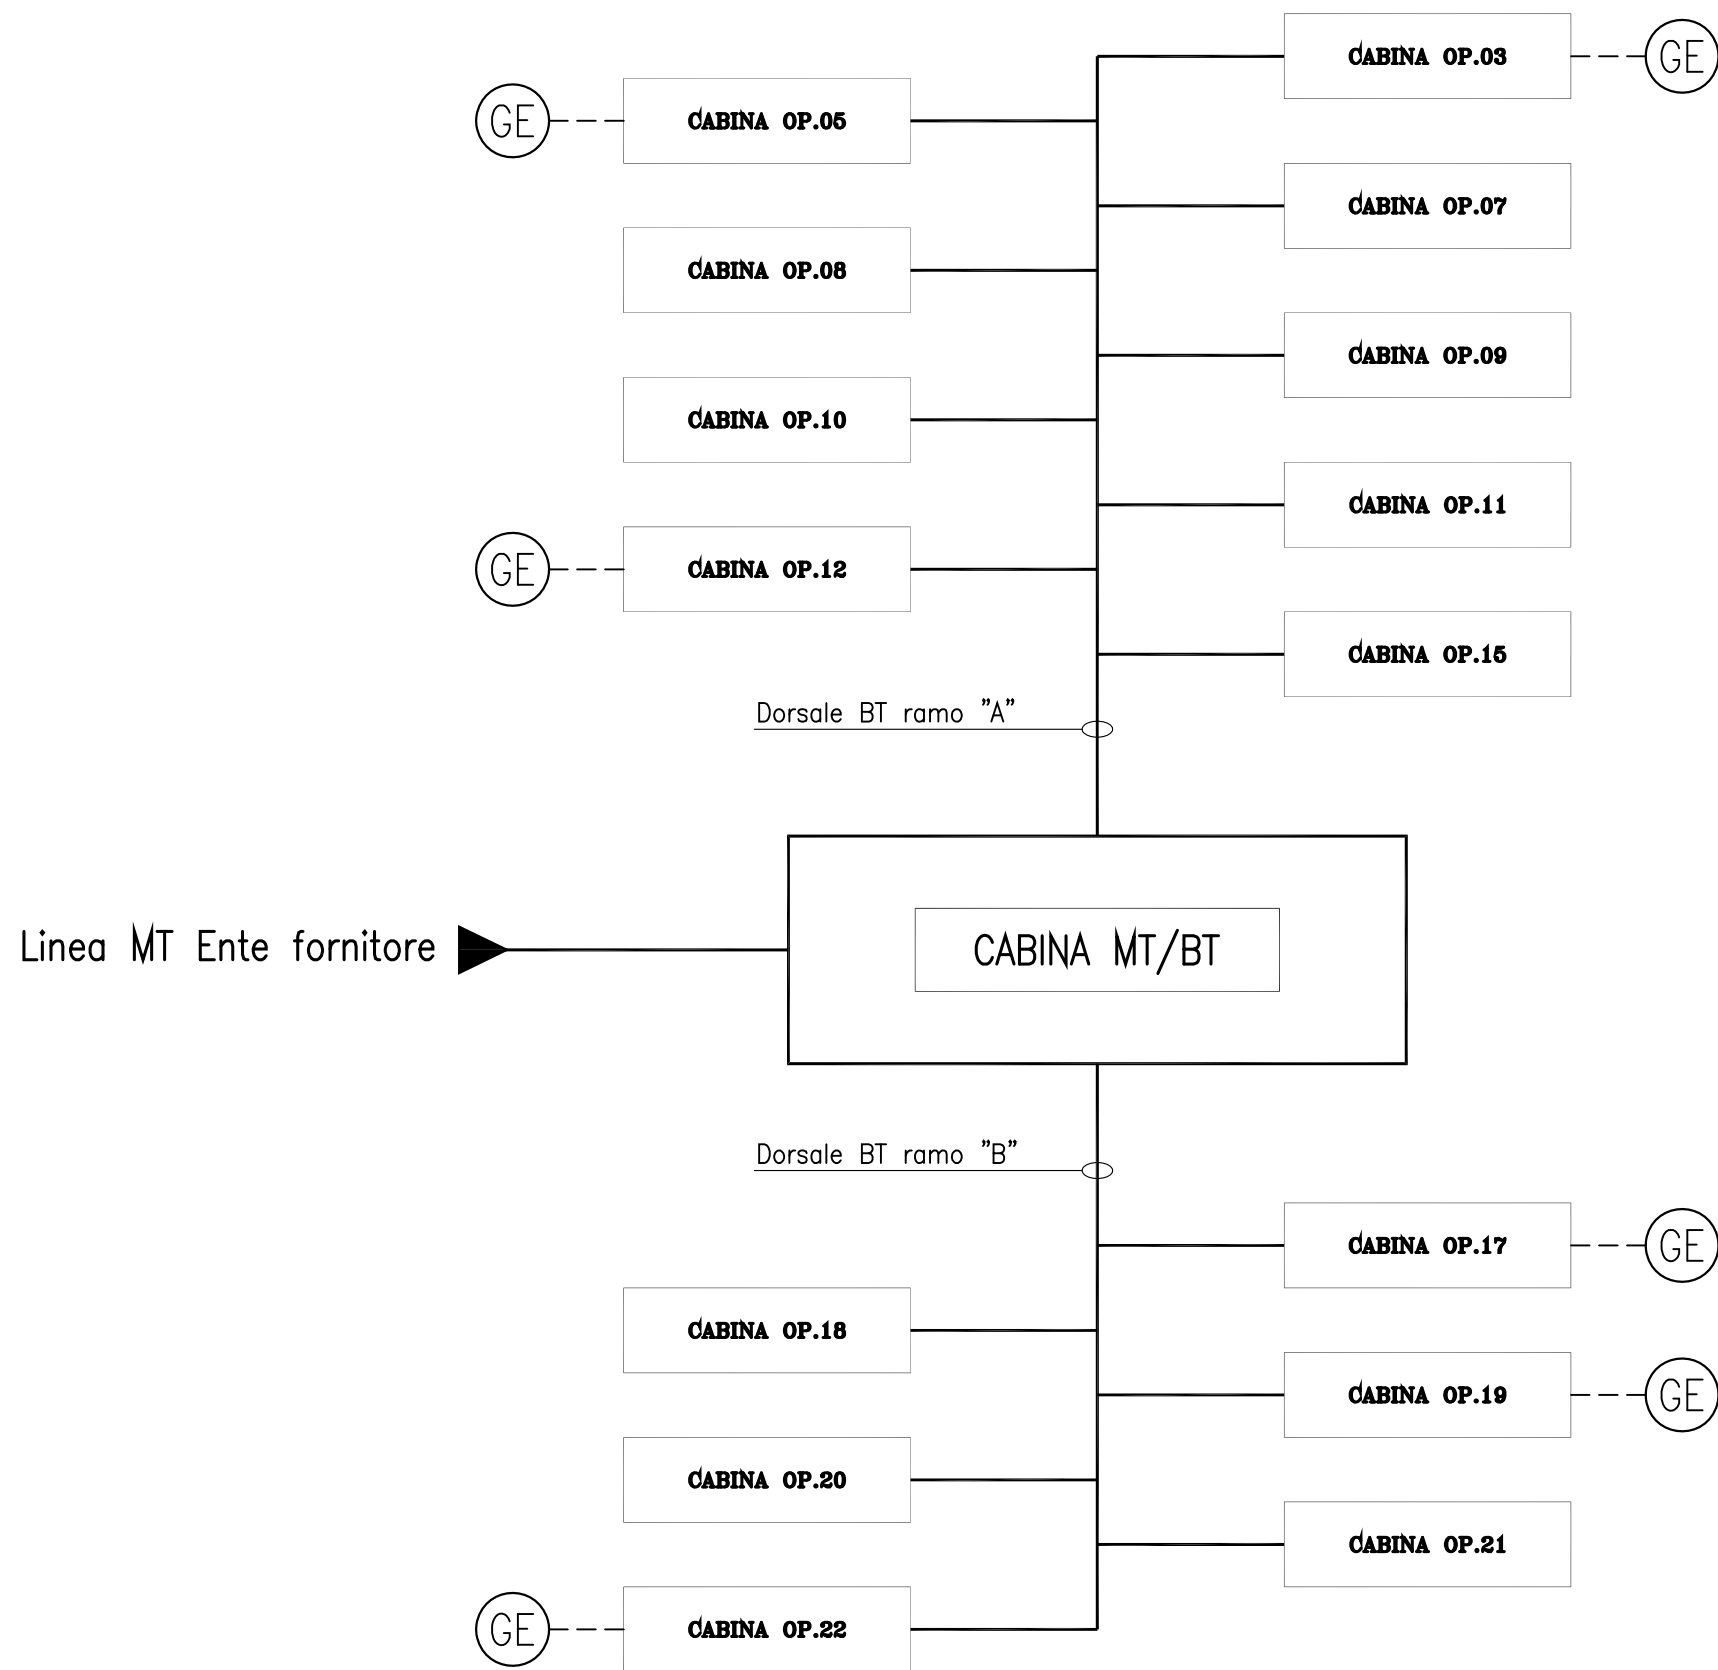 CABINA OP.03
GE
GE
CABINA OP.05
CABINA OP.07
CABINA OP.08
CABINA OP.09
CABINA OP.10
CABINA OP.11
GE
CABINA OP.12
CABINA OP.15
Dorsale BT ramo "A"
Linea MT Ente fornitore
CABINA MT/BT
Dorsale BT ramo "B"
CABINA OP.17
GE
CABINA OP.18
CABINA OP.19
GE
CABINA OP.20
CABINA OP.21
GE
CABINA OP.22